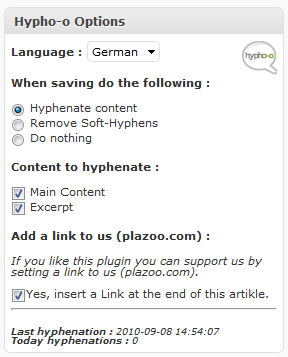 Hypho-o Options
Language : German
hypho-o
When saving do the following :
Hyphenate content
Remove Soft-Hyphens
Do nothing
Content to hyphenate :
Main Content
Excerpt
Add a link to us (plazoo.com) :
If you like this plugin you can support us by
setting a link to us (plazoo.com).
Yes, insert a Link at the end of this artikle.
Last hyphenation : 2010-09-08 14:54:07
Today hyphenations : 0